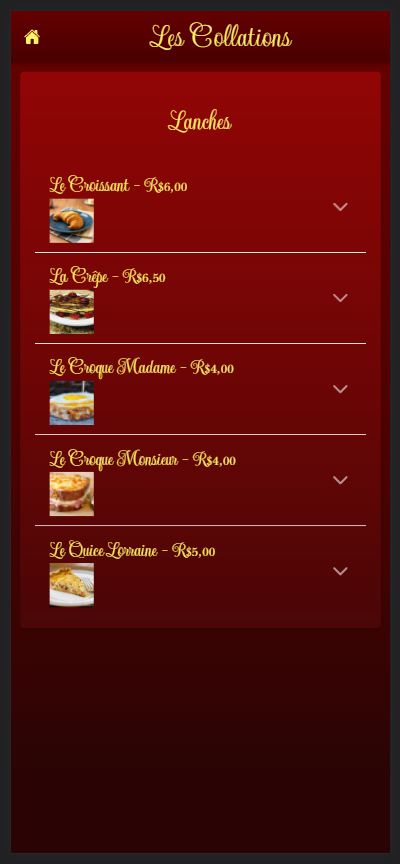 Les Collations
Lanches
Le Croissant - R$6,00
La Crêpe - R$6,50
Le Croque Madame - R$4,00
Le Croque Monsieur - R$4,00
Le Quice Lorraine - R$5,00